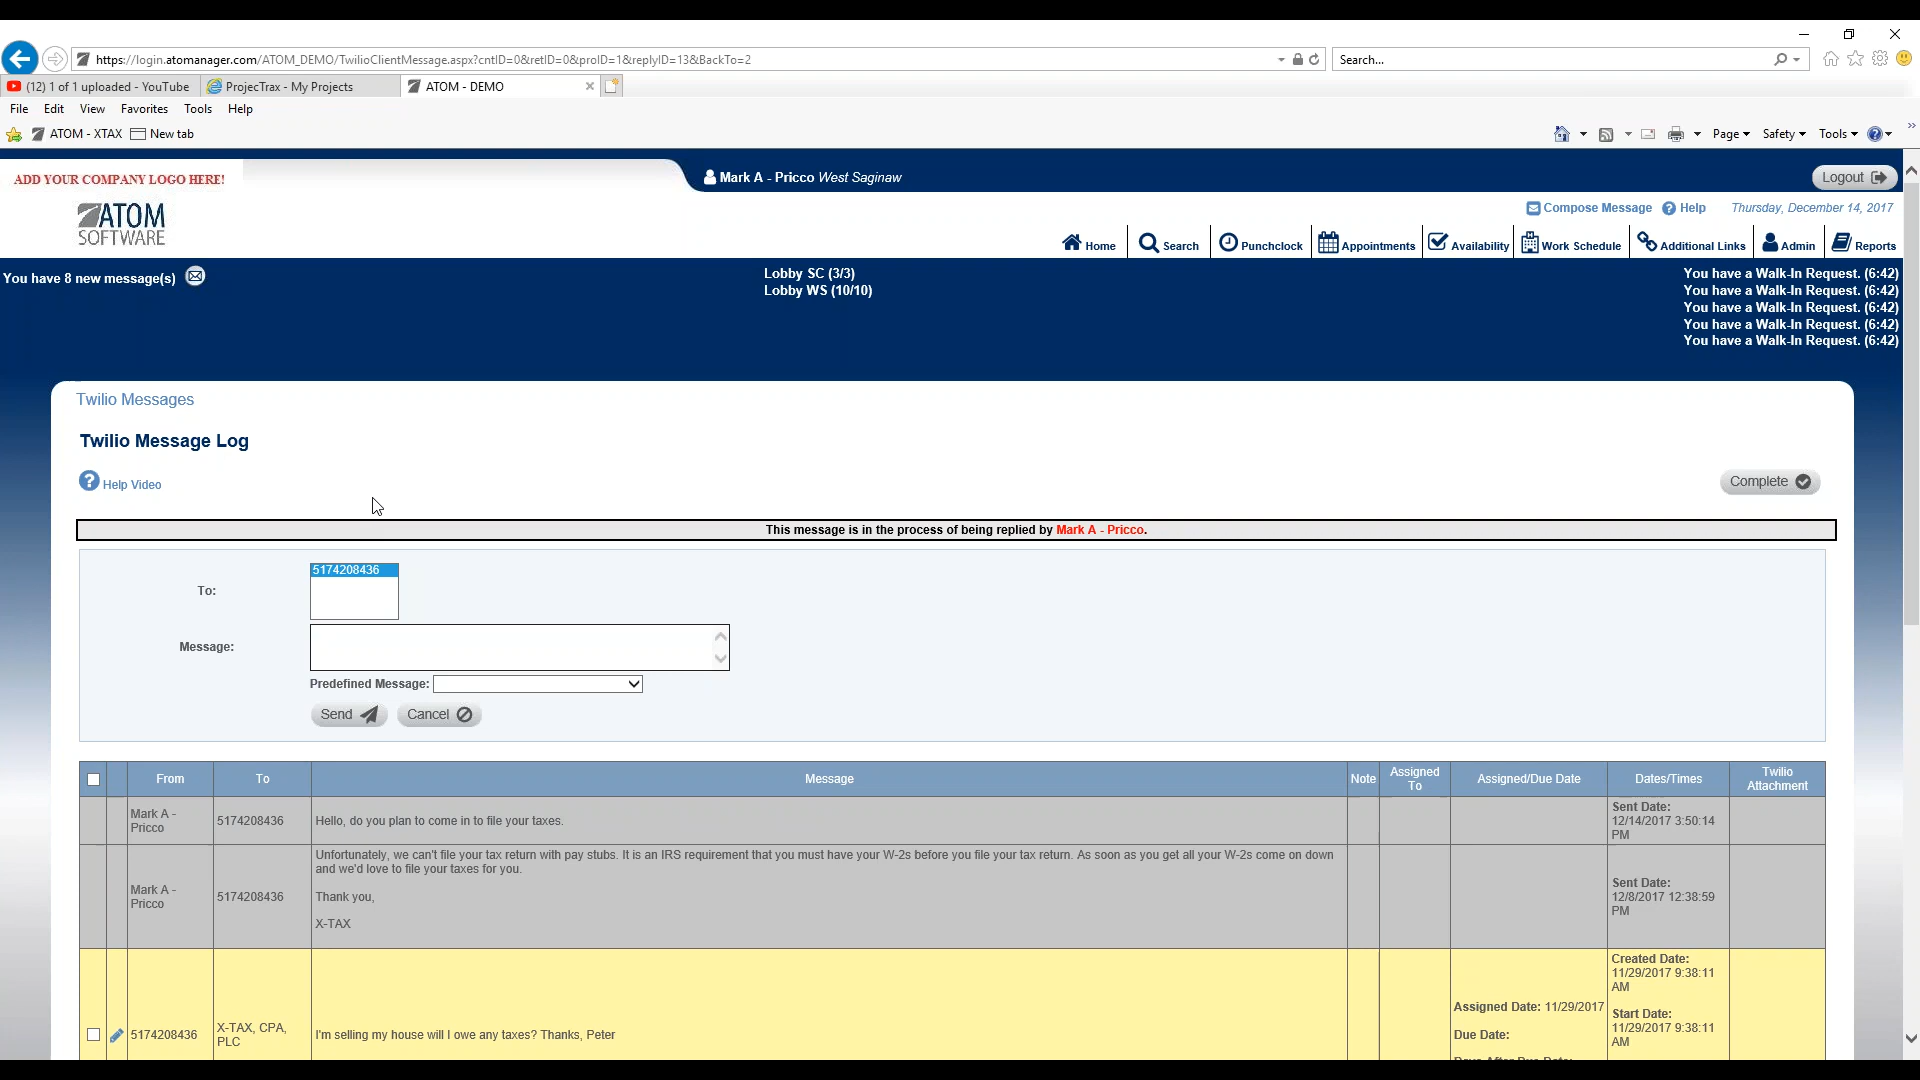 https://login.atomanager.com/ATOM_DEMO/TwilioClientMessage.aspx?cntID=0&retID=0&proID=1&replyID=13&BackTo=2
Search...
(12) 1 of 1 uploaded - YouTube
ProjecTrax - My Projects
ATOM - DEMO
File Edit View Favorites Tools Help
ATOM - XTAX New tab
Page Safety Tools
ADD YOUR COMPANY LOGO HERE!
Mark A - Pricco West Saginaw
Logout
ATOM
SOFTWARE
Compose Message Help Thursday, December 14, 2017
Home Search Punchclock Appointments Availability Work Schedule Additional Links Admin Reports
You have 8 new message(s)
Lobby SC (3/3)
Lobby WS (10/10)
You have a Walk-In Request. (6:42)
You have a Walk-In Request. (6:42)
You have a Walk-In Request. (6:42)
You have a Walk-In Request. (6:42)
You have a Walk-In Request. (6:42)
Twilio Messages
Twilio Message Log
Help Video
Complete
This message is in the process of being replied by Mark A - Pricco.
To:
5174208436
Message:
Predefined Message:
Send Cancel
From To Message Note Assigned To Assigned/Due Date Dates/Times Twilio Attachment
Mark A -
Pricco
5174208436
Hello, do you plan to come in to file your taxes.
Sent Date:
12/14/2017 3:50:14
PM
Mark A -
Pricco
5174208436
Unfortunately, we can't file your tax return with pay stubs. It is an IRS requirement that you must have your W-2s before you file your tax return. As soon as you get all your W-2s come on down
and we'd love to file your taxes for you.
Thank you,
X-TAX
Sent Date:
12/8/2017 12:38:59
PM
5174208436
X-TAX, CPA,
PLC
I'm selling my house will I owe any taxes? Thanks, Peter
Assigned Date: 11/29/2017
Due Date:
Days After Due Date:
Created Date:
11/29/2017 9:38:11
AM
Start Date:
11/29/2017 9:38:11
AM